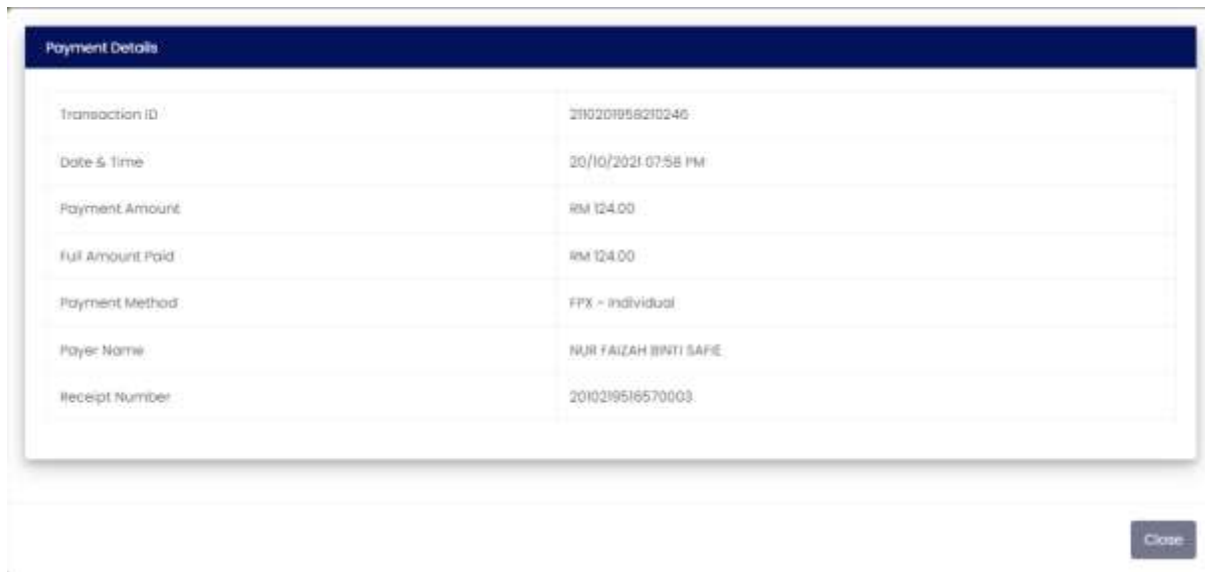 Payment Details
Transaction ID 2110201958210246
Date & Time 20/10/2021 07:58 PM
Payment Amount RM 124.00
Full Amount Paid RM 124.00
Payment Method FPX - Individual
Payer Name NUR FAIZAH BINTI SAFIE
Receipt Number 2010219516570003
Close